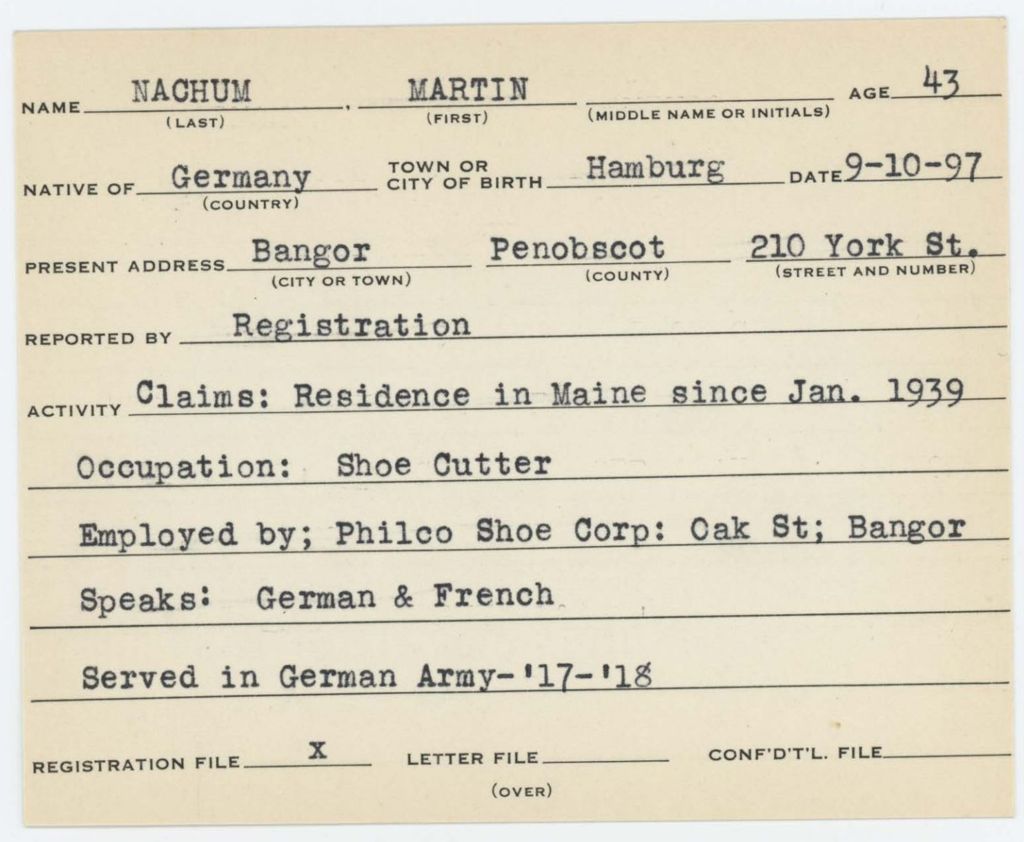 NAME NACHUM, MARTIN AGE 43
(LAST) (FIRST) (MIDDLE NAME OR INITIALS)
NATIVE OF Germany TOWN OR CITY OF BIRTH Hamburg DATE 9-10-97
(COUNTRY)
PRESENT ADDRESS Bangor Penobscot 210 York St.
(CITY OR TOWN) (COUNTY) (STREET AND NUMBER)
REPORTED BY Registration
ACTIVITY Claims: Residence in Maine since Jan. 1939
Occupation: Shoe Cutter
Employed by; Philco Shoe Corp: Oak St; Bangor
Speaks: German & French
Served in German Army-'17-'18
REGISTRATION FILE X LETTER FILE CONF'D'T'L. FILE
(OVER)